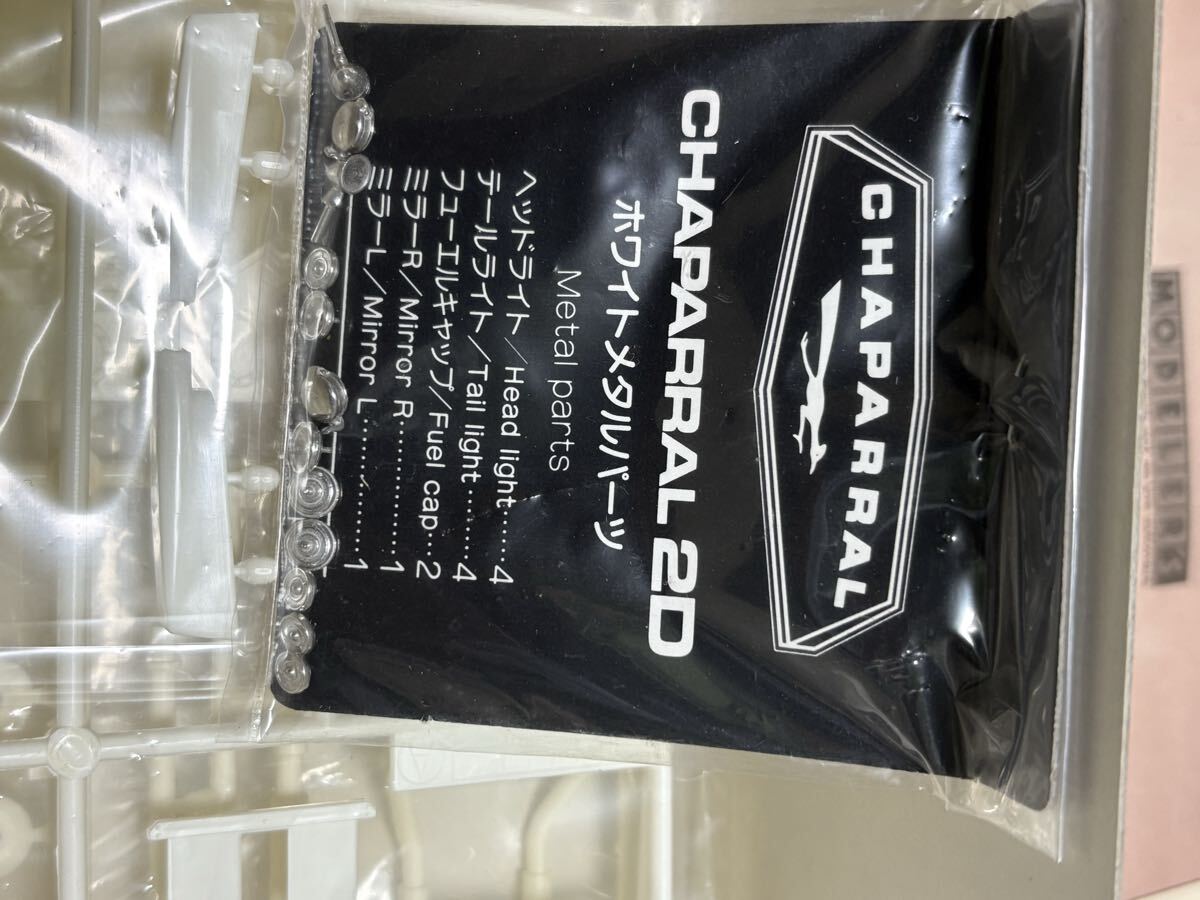 CHAPARRAL
CHAPARRAL 2D
ホワイトメタルパーツ
Metal parts
ヘッドライト/Head light……4
テールライト/Tail light……4
フューエルキャップ/Fuel cap…2
ミラーR/Mirror R…………1
ミラーL/Mirror L…………1
MODELERS